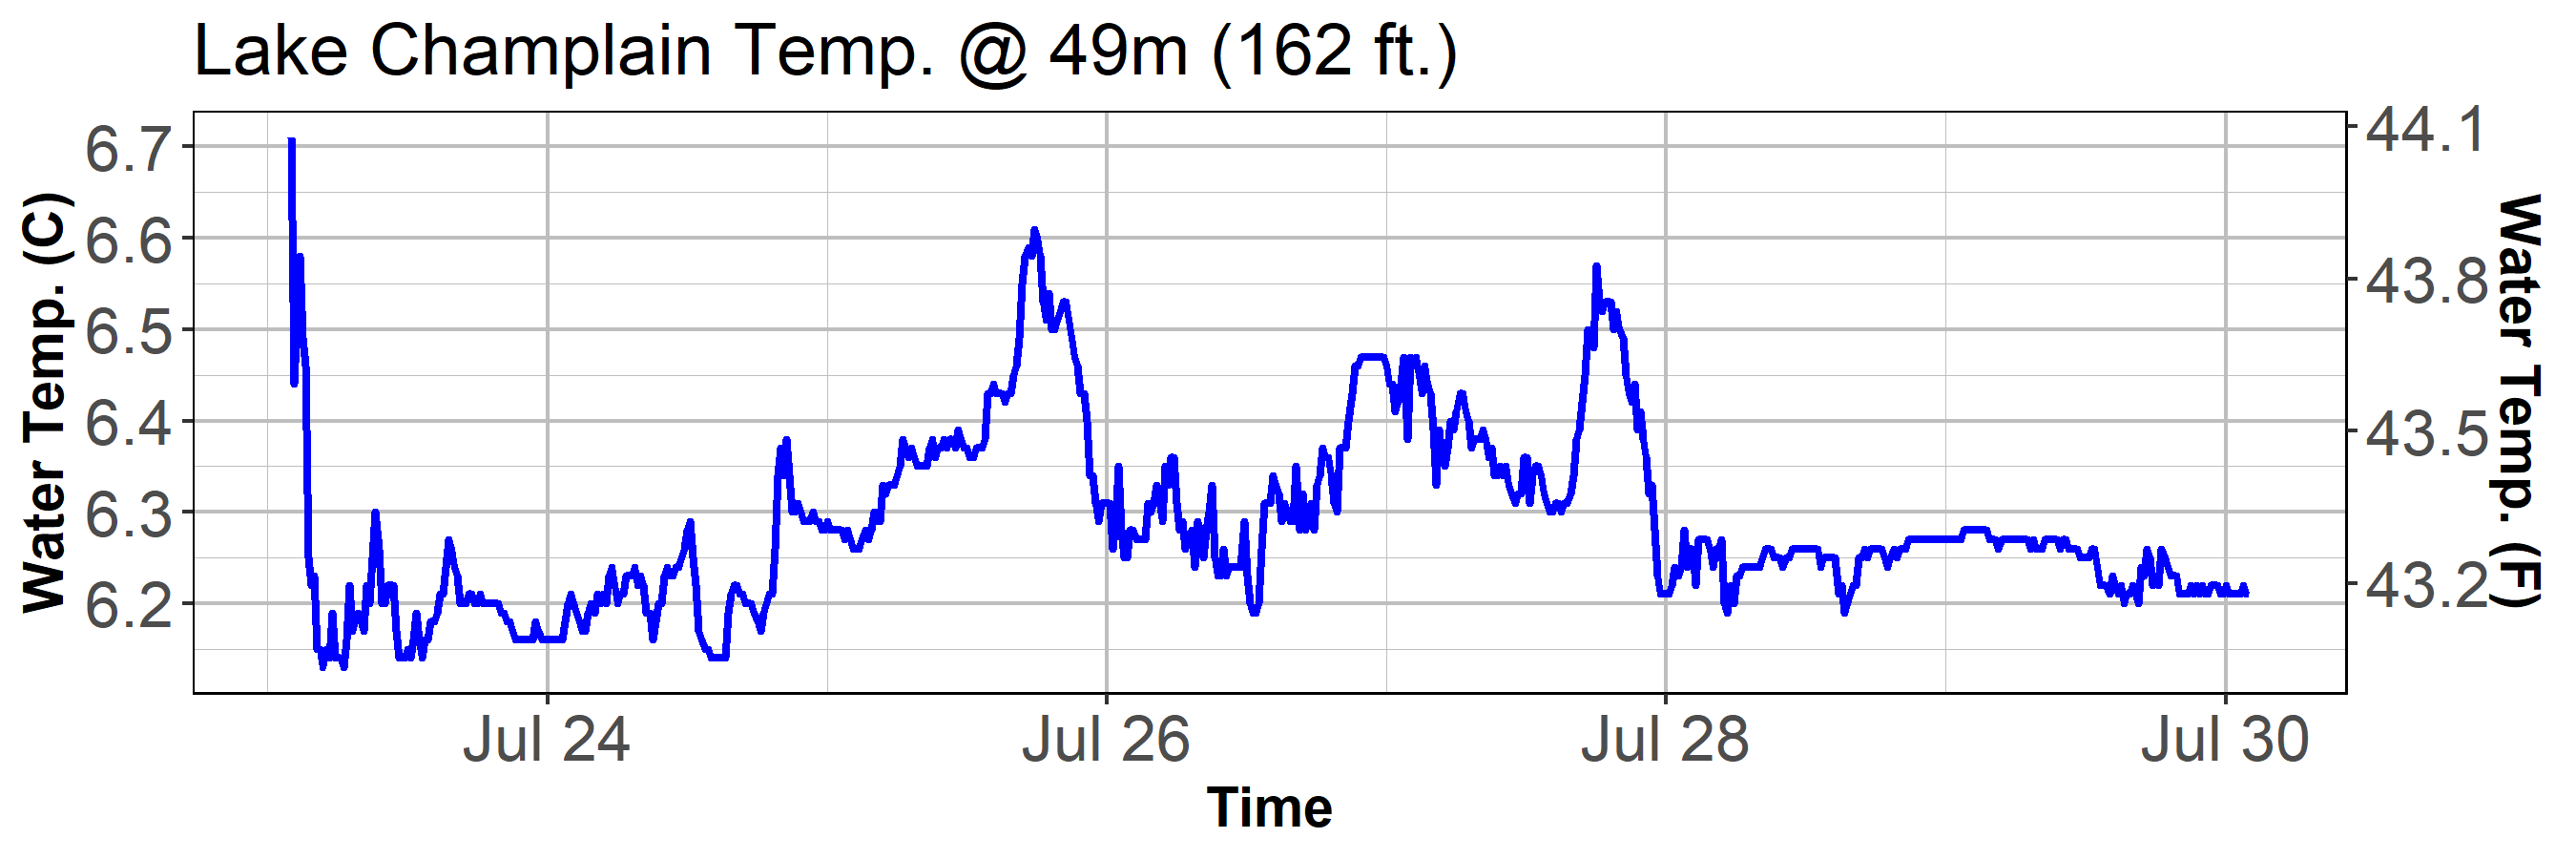 Lake Champlain Temp. @ 49m (162 ft.)
Water Temp. (C)
6.7
6.6
6.5
6.4
6.3
6.2
44.1
43.8
43.5
43.2
Water Temp. (F)
Jul 24
Jul 26
Jul 28
Jul 30
Time